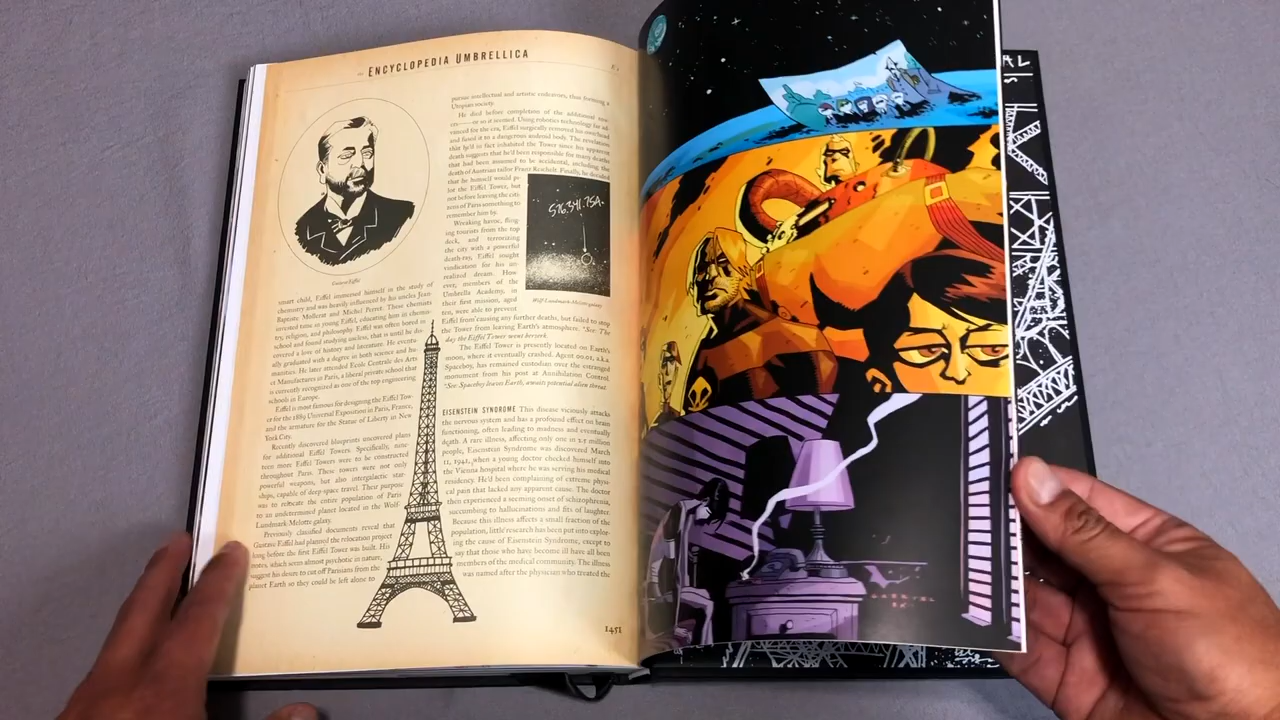 ENCYCLOPEDIA UMBRELLICA
Gustave Eiffel
smart child, Eiffel immersed himself in the study of
chemistry and was heavily influenced by his uncles Jean-
Baptiste Mollerat and Michel Perret. These chemists
invested time in young Eiffel, educating him in chemis-
try, religion, and philosophy. Eiffel was often bored in
school and found studying useless, that is until he dis-
covered a love of history and literature. He eventu-
ally graduated with a degree in both science and hu-
manities. He later attended Ecole Centrale des Arts
et Manufactures in Paris, a liberal private school that
is currently recognized as one of the top engineering
schools in Europe.
Eiffel is most famous for designing the Eiffel Tow-
er for the 1889 Universal Exposition in Paris, France,
and the armature for the Statue of Liberty in New
York City.
Recently discovered blueprints uncovered plans
for additional Eiffel Towers. Specifically, nine-
teen more Eiffel Towers were to be constructed
throughout Paris. These towers were not only
powerful weapons, but also intergalactic star-
ships, capable of deep-space travel. Their purpose
was to relocate the entire population of Paris
to an undetermined planet located in the Wolf-
Landmark-Melotte galaxy.
Previously classified documents reveal that
Gustave Eiffel had planned the relocation project
long before the first Eiffel Tower was built. His
notes, which seem almost psychotic in nature,
suggest his desire to cut off Parisians from the
planet Earth so they could be left alone to
pursue intellectual and artistic endeavors, thus forming a
Utopian society.
He died before completion of the additional tow-
ers——or so it seemed. Using robotics technology far ad-
vanced for the era, Eiffel surgically removed his own head
and fixed it to a dangerous android body. The revelation
that he'd in fact inhabited the Tower since his apparent
death suggests that he'd been responsible for many deaths
that had been assumed to be accidental, including, the
death of Austrian tailor Franz Reichelt. Finally, he decided
that he himself would pi-
lot the Eiffel Tower, but
not before leaving the citi-
zens of Paris something to
remember him by.
Wreaking havoc, fling-
ing tourists from the top
deck, and terrorizing
the city with a powerful
death-ray, Eiffel sought
vindication for his un-
realized dream. How-
ever, members of the
Umbrella Academy, in
their first mission, aged
ten, were able to prevent
Eiffel from causing any further deaths, but failed to stop
the Tower from leaving Earth's atmosphere. *See: The
day the Eiffel Tower went berserk.
The Eiffel Tower is presently located on Earth's
moon, where it eventually crashed. Agent 00.01, a.k.a.
Spaceboy, has remained custodian over the estranged
monument from his post at Annihilation Control.
*See: Spaceboy leaves Earth, awaits potential alien threat.
576.341.75A
Wolf-Landmark-Melotte galaxy
EISENSTEIN SYNDROME This disease viciously attacks
the nervous system and has a profound effect on brain
functioning, often leading to madness and eventually
death. A rare illness, affecting only one in 2.1 million
people, Eisenstein Syndrome was discovered March
11, 1942, when a young doctor checked himself into
the Vienna hospital where he was serving his medical
residency. He'd been complaining of extreme physi-
cal pain that lacked any apparent cause. The doctor
then experienced a seeming onset of schizophrenia,
succumbing to hallucinations and fits of laughter.
Because this illness affects a small fraction of the
population, little research has been put into explor-
ing the cause of Eisenstein Syndrome, except to
say that those who have become ill have all been
members of the medical community. The illness
was named after the physician who treated the
1451
GABRIEL